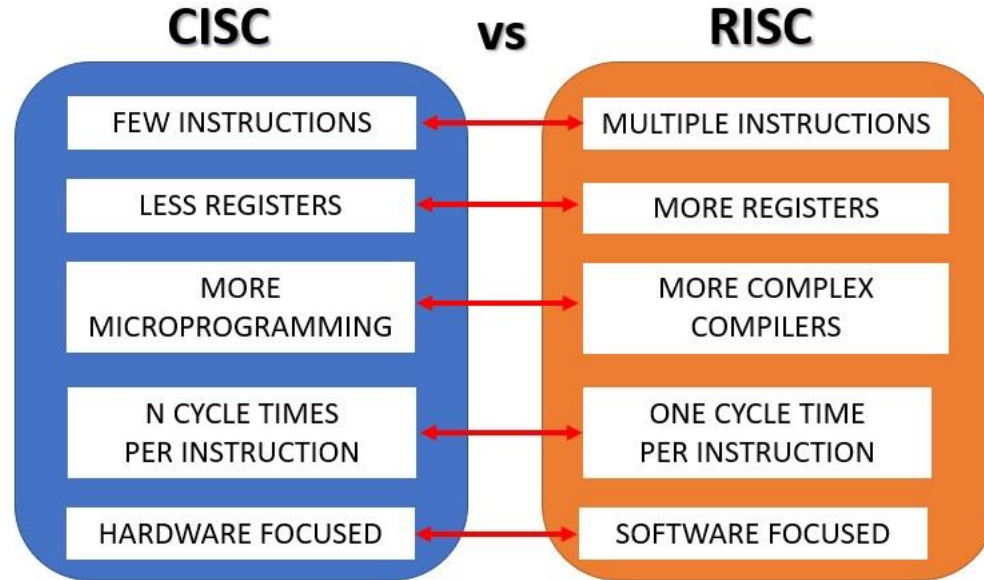 CISC vs RISC
FEW INSTRUCTIONS
MULTIPLE INSTRUCTIONS
LESS REGISTERS
MORE REGISTERS
MORE
MICROPROGRAMMING
MORE COMPLEX
COMPILERS
N CYCLE TIMES
PER INSTRUCTION
ONE CYCLE TIME
PER INSTRUCTION
HARDWARE FOCUSED
SOFTWARE FOCUSED